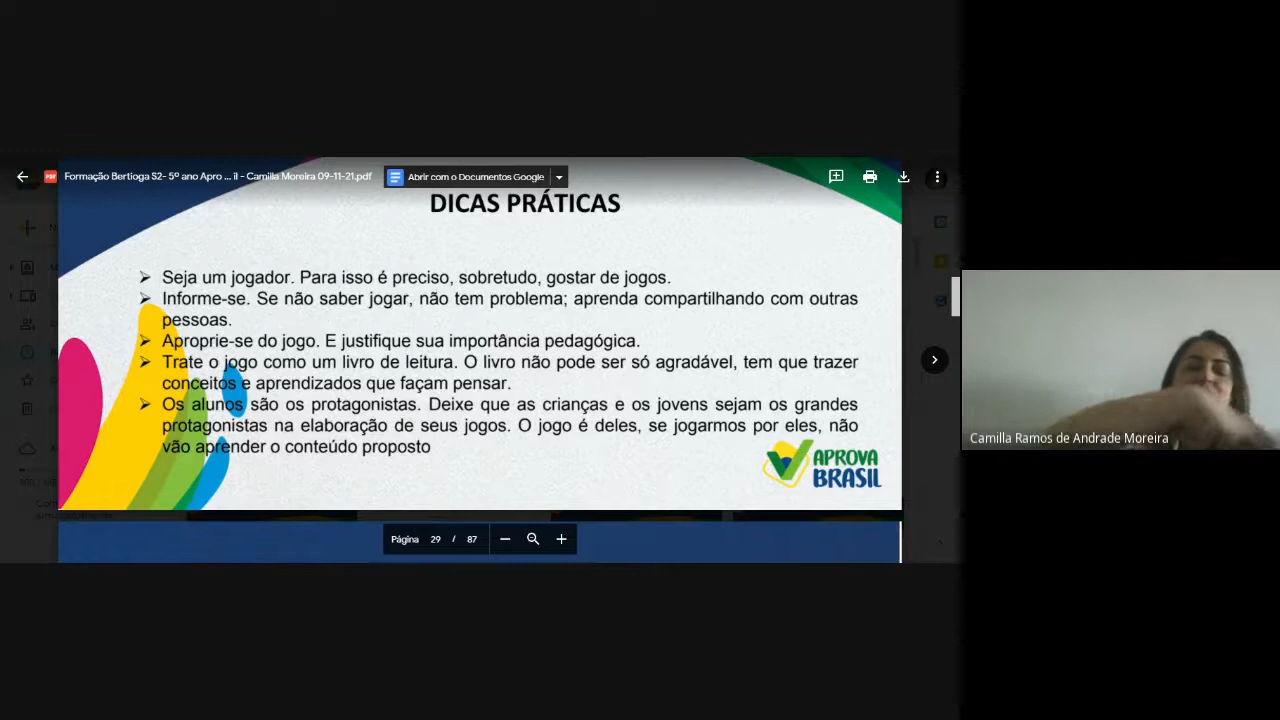 Formação Bertioga S2- 5º ano Apro ... il - Camilla Moreira 09-11-21.pdf
Abrir com o Documentos Google
DICAS PRÁTICAS
Seja um jogador. Para isso é preciso, sobretudo, gostar de jogos.
Informe-se. Se não saber jogar, não tem problema; aprenda compartilhando com outras
pessoas.
Aproprie-se do jogo. E justifique sua importância pedagógica.
Trate o jogo como um livro de leitura. O livro não pode ser só agradável, tem que trazer
conceitos e aprendizados que façam pensar.
Os alunos são os protagonistas. Deixe que as crianças e os jovens sejam os grandes
protagonistas na elaboração de seus jogos. O jogo é deles, se jogarmos por eles, não
vão aprender o conteúdo proposto
APROVA
BRASIL
Página 29 / 87
Camilla Ramos de Andrade Moreira